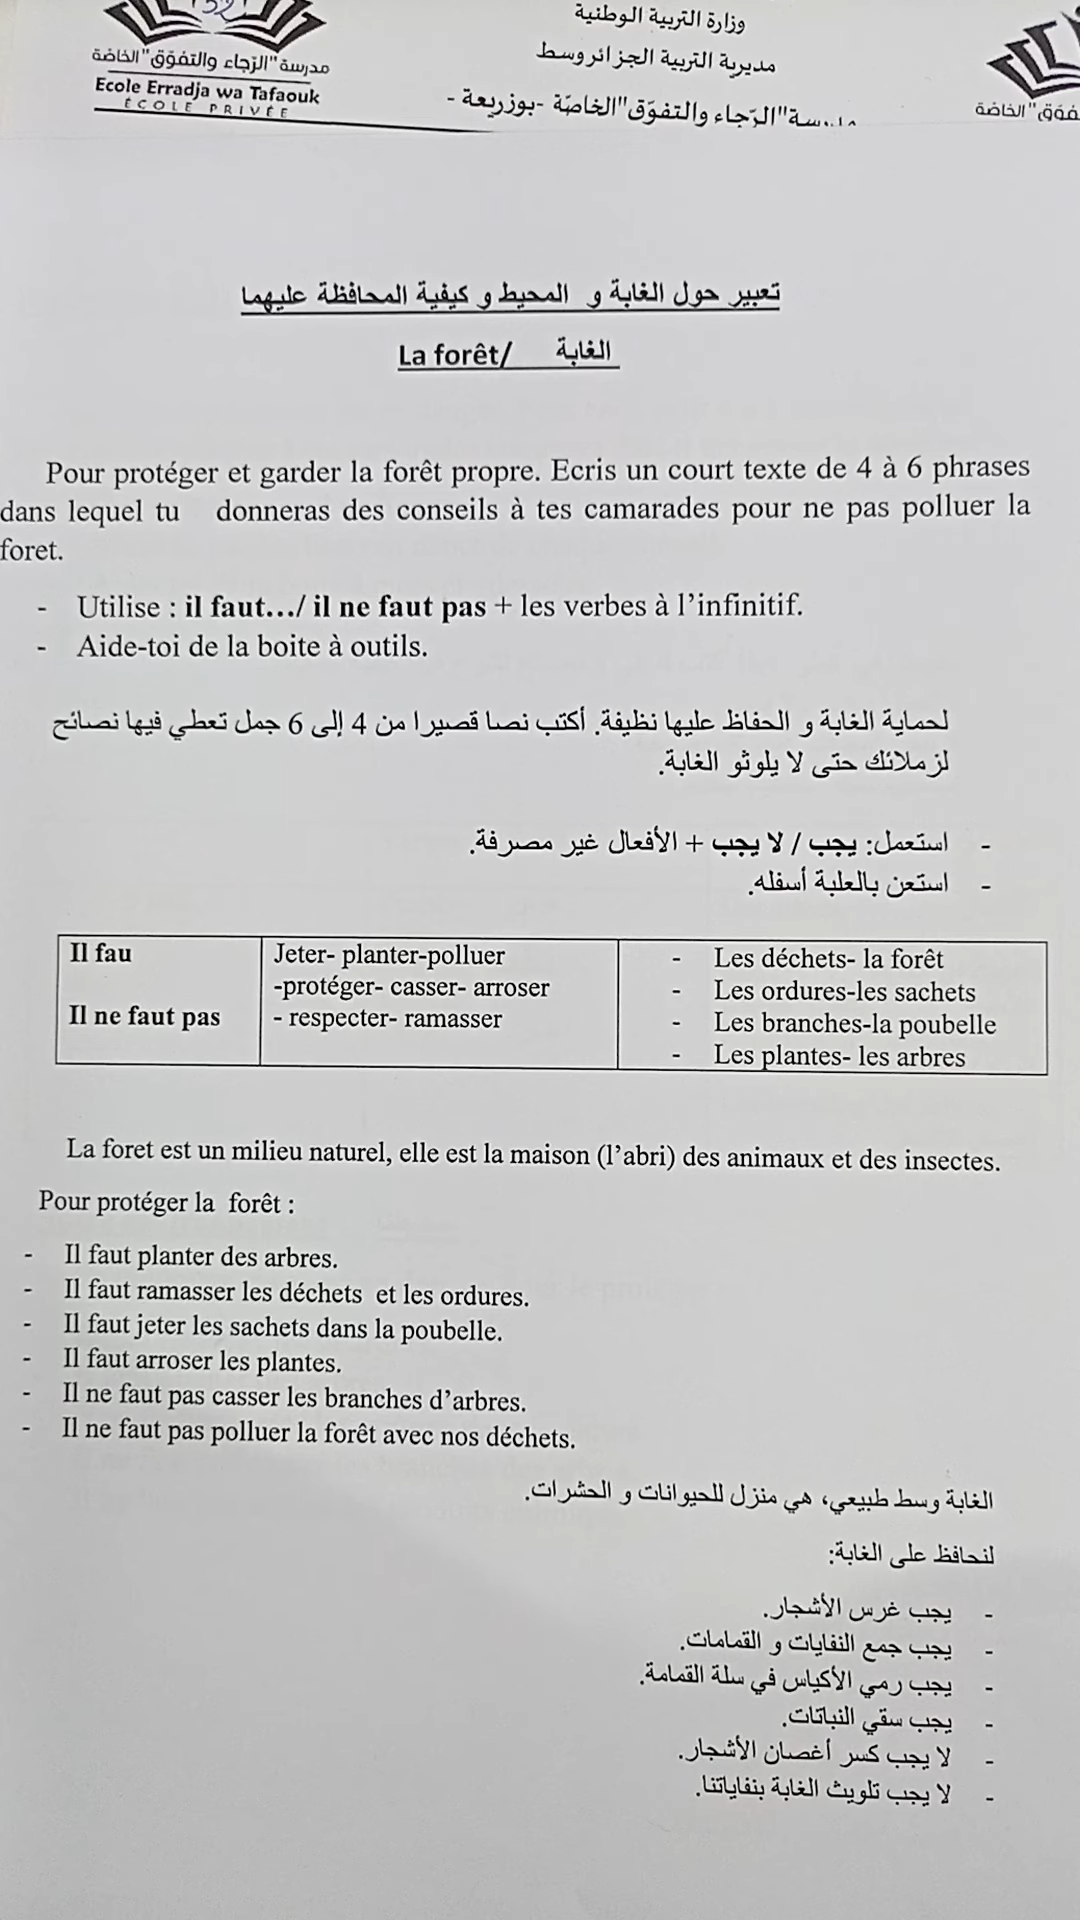 وزارة التربية الوطنية
مديرية التربية الجزائر وسط
"الرّجاء والتفوّق" الخاصّة -بوزريعة -
مدرسة "الرّجاء والتفوّق" الخاصة
Ecole Erradja wa Tafaouk
ÉCOLE PRIVÉE
الخاصة
تعبير حول الغابة و المحيط و كيفية المحافظة عليهما
La forêt/ الغابة
Pour protéger et garder la forêt propre. Ecris un court texte de 4 à 6 phrases
dans lequel tu donneras des conseils à tes camarades pour ne pas polluer la
foret.
- Utilise : il faut…/ il ne faut pas + les verbes à l’infinitif.
- Aide-toi de la boite à outils.
لحماية الغابة و الحفاظ عليها نظيفة. أكتب نصا قصيرا من 4 إلى 6 جمل تعطي فيها نصائح
لزملائك حتى لا يلوثو الغابة.
- استعمل: يجب / لا يجب + الأفعال غير مصرفة.
- استعن بالعلبة أسفله.
Il fau
Il ne faut pas
Jeter- planter-polluer
-protéger- casser- arroser
- respecter- ramasser
- Les déchets- la forêt
- Les ordures-les sachets
- Les branches-la poubelle
- Les plantes- les arbres
La foret est un milieu naturel, elle est la maison (l’abri) des animaux et des insectes.
Pour protéger la forêt :
- Il faut planter des arbres.
- Il faut ramasser les déchets et les ordures.
- Il faut jeter les sachets dans la poubelle.
- Il faut arroser les plantes.
- Il ne faut pas casser les branches d’arbres.
- Il ne faut pas polluer la forêt avec nos déchets.
الغابة وسط طبيعي، هي منزل للحيوانات و الحشرات.
لنحافظ على الغابة:
- يجب غرس الأشجار.
- يجب جمع النفايات و القمامات.
- يجب رمي الأكياس في سلة القمامة.
- يجب سقي النباتات.
- لا يجب كسر أغصان الأشجار.
- لا يجب تلويث الغابة بنفاياتنا.